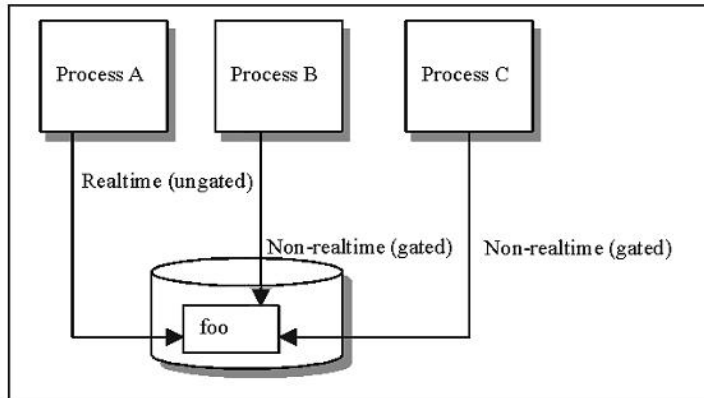 Process A
Process B
Process C
Realtime (ungated)
Non-realtime (gated)
Non-realtime (gated)
foo